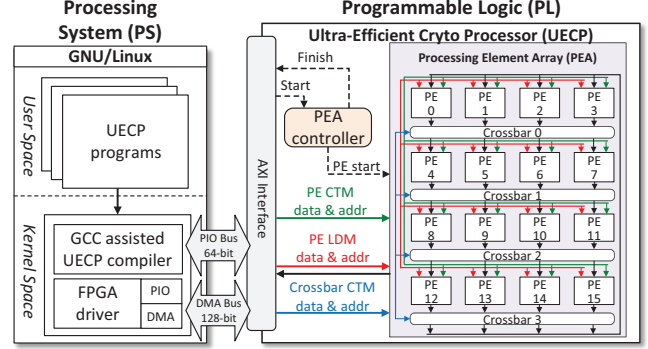 Processing
System (PS)
GNU/Linux
User Space
UECP
programs
Kernel Space
GCC assisted
UECP compiler
FPGA
driver
PIO
DMA
PIO Bus
64-bit
DMA Bus
128-bit
AXI Interface
Programmable Logic (PL)
Ultra-Efficient Cryto Processor (UECP)
Finish
Start
PEA
controller
PE start
PE CTM
data & addr
PE LDM
data & addr
Crossbar CTM
data & addr
Processing Element Array (PEA)
PE 0
PE 1
PE 2
PE 3
Crossbar 0
PE 4
PE 5
PE 6
PE 7
Crossbar 1
PE 8
PE 9
PE 10
PE 11
Crossbar 2
PE 12
PE 13
PE 14
PE 15
Crossbar 3